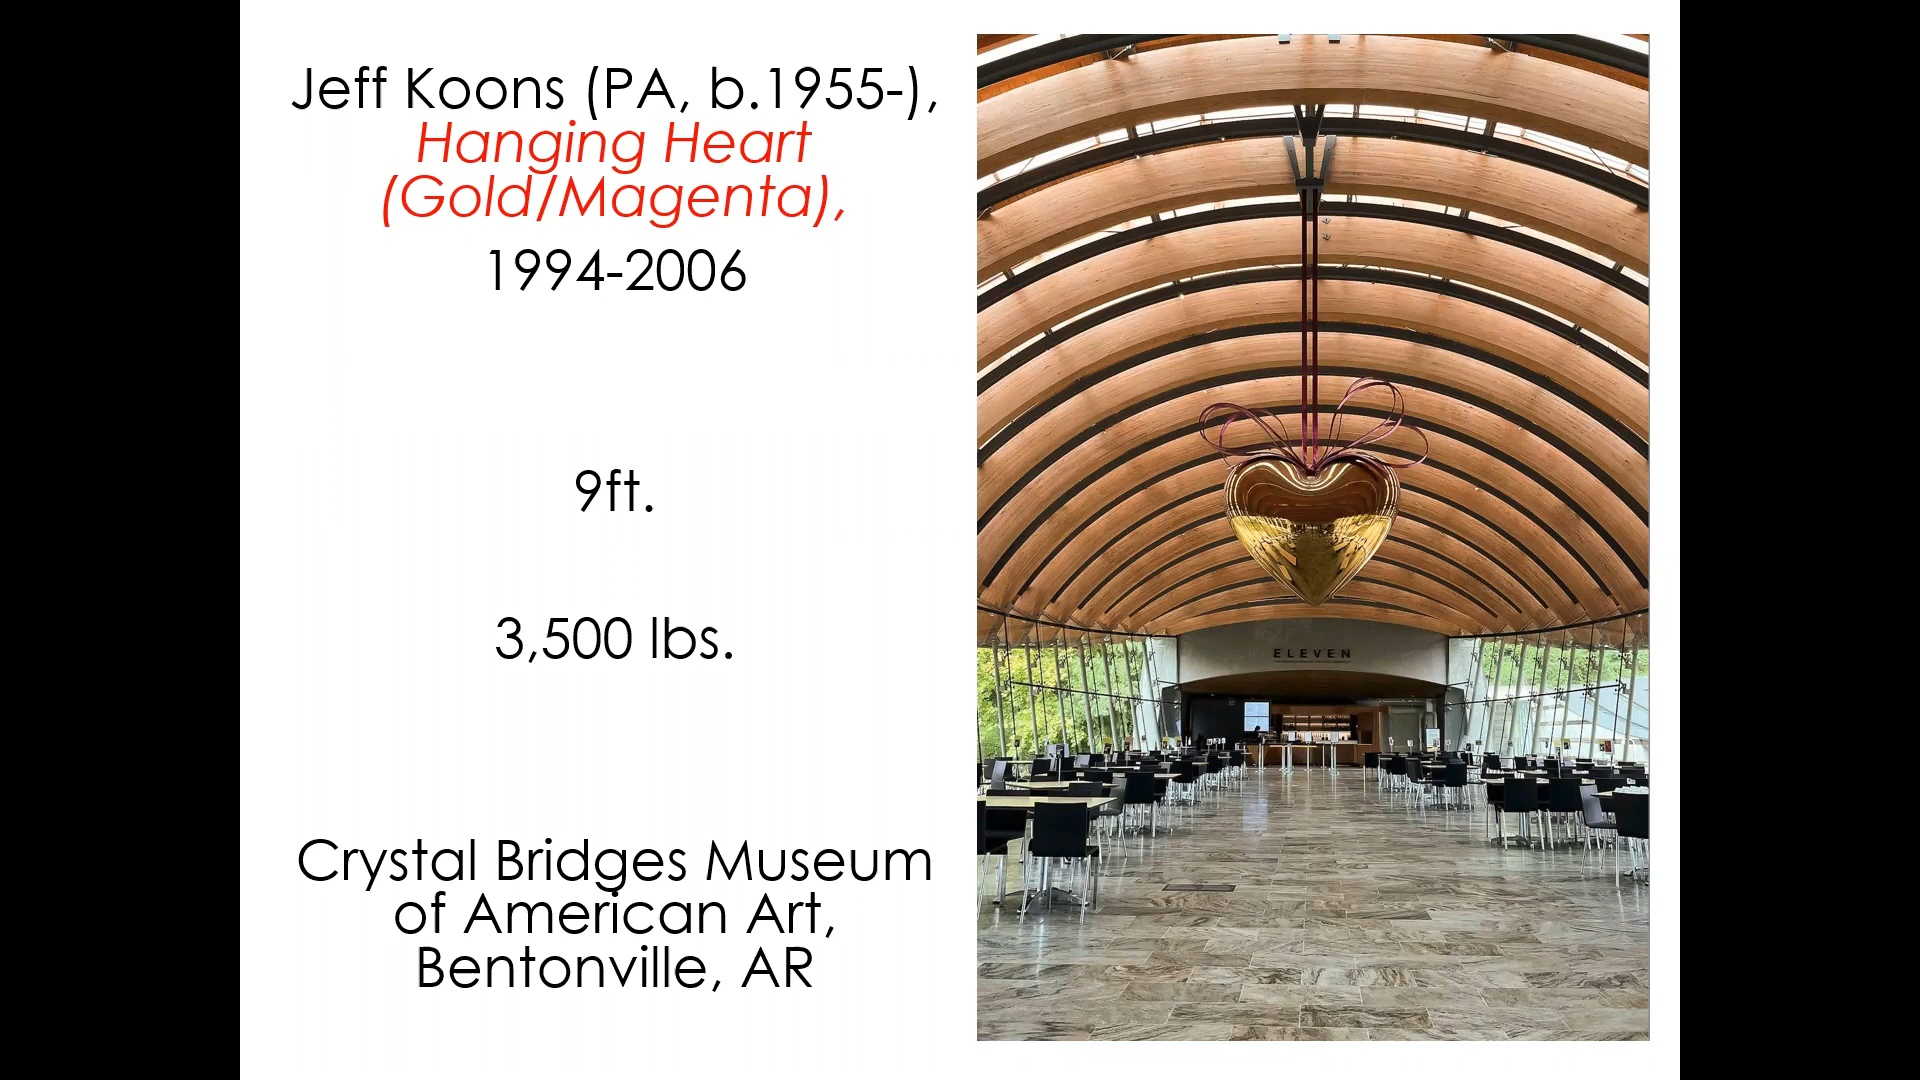 Jeff Koons (PA, b.1955-),
Hanging Heart
(Gold/Magenta),
1994-2006
9ft.
3,500 lbs.
Crystal Bridges Museum
of American Art,
Bentonville, AR
ELEVEN